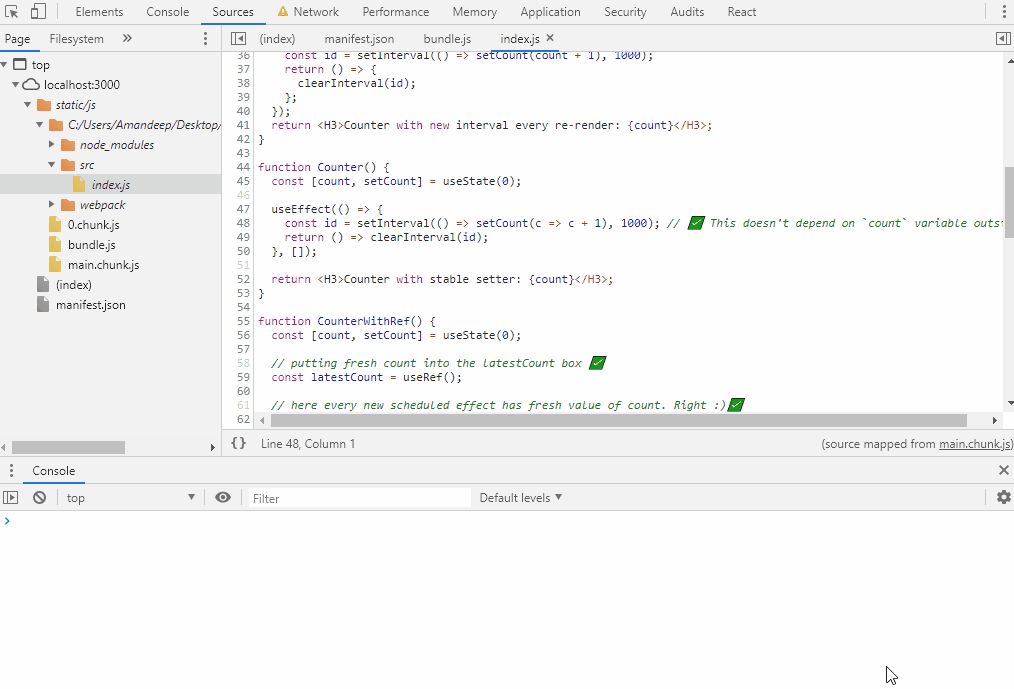 Elements Console Sources Network Performance Memory Application Security Audits React
Page Filesystem » (index) manifest.json bundle.js index.js ×
top
localhost:3000
static/js
C:/Users/Amandeep/Desktop/
node_modules
src
index.js
webpack
0.chunk.js
bundle.js
main.chunk.js
(index)
manifest.json
36 const id = setInterval(() => setCount(count + 1), 1000);
37 return () => {
38 clearInterval(id);
39 };
40 });
41 return <H3>Counter with new interval every re-render: {count}</H3>;
42 }
43
44 function Counter() {
45 const [count, setCount] = useState(0);
46
47 useEffect(() => {
48 const id = setInterval(() => setCount(c => c + 1), 1000); // ✅ This doesn't depend on `count` variable outs
49 return () => clearInterval(id);
50 }, []);
51
52 return <H3>Counter with stable setter: {count}</H3>;
53 }
54
55 function CounterWithRef() {
56 const [count, setCount] = useState(0);
57
58 // putting fresh count into the latestCount box ✅
59 const latestCount = useRef();
60
61 // here every new scheduled effect has fresh value of count. Right :)✅
62
{} Line 48, Column 1 (source mapped from main.chunk.js)
Console ×
top ▼ Filter Default levels ▼
>